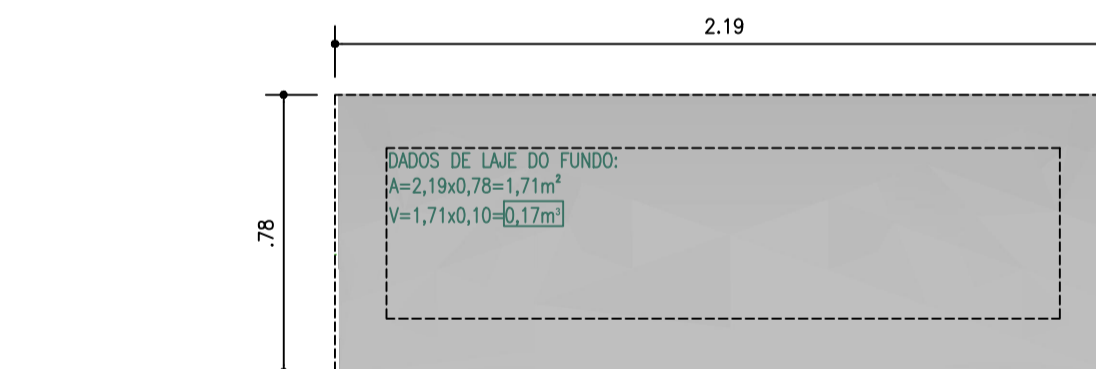 2.19
DADOS DE LAJE DO FUNDO:
A=2,19x0,78=1,71m²
V=1,71x0,10=0,17m³
.78